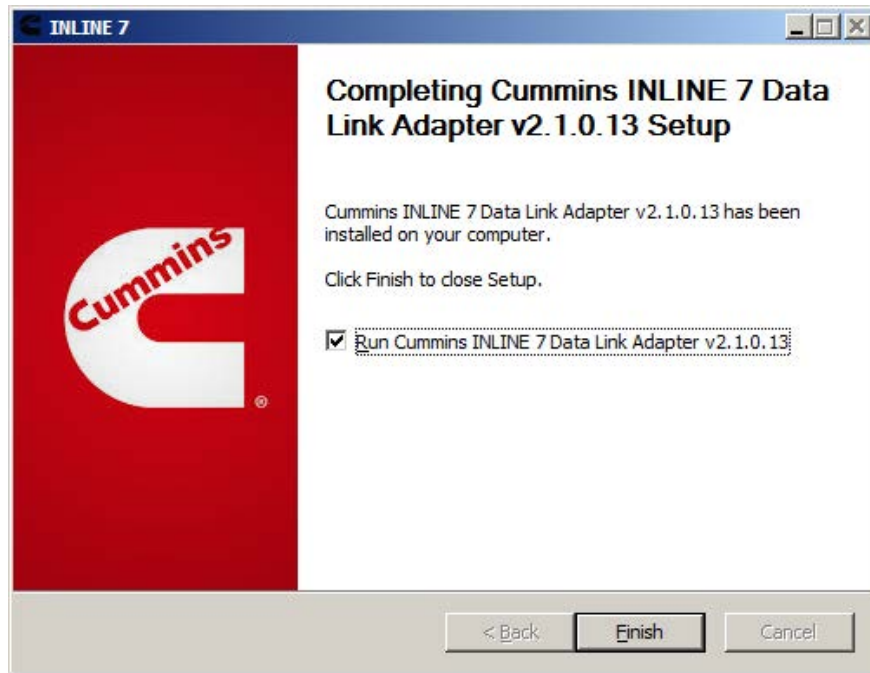 INLINE 7
Completing Cummins INLINE 7 Data
Link Adapter v2.1.0.13 Setup
Cummins INLINE 7 Data Link Adapter v2.1.0.13 has been
installed on your computer.
Click Finish to close Setup.
Cummins
®
Run Cummins INLINE 7 Data Link Adapter v2.1.0.13
< Back Finish Cancel